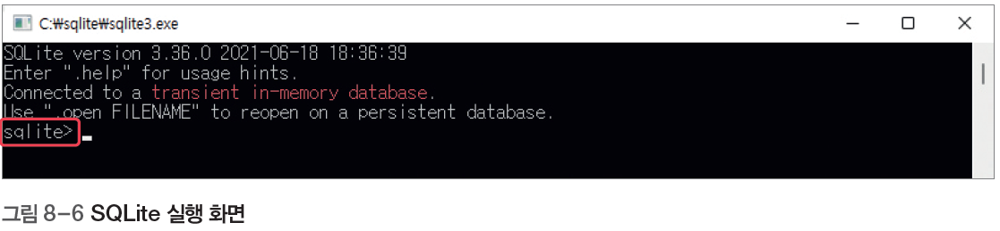 C:₩sqlite₩sqlite3.exe
SQLite version 3.36.0 2021-06-18 18:36:39
Enter ".help" for usage hints.
Connected to a transient in-memory database.
Use ".open FILENAME" to reopen on a persistent database.
sqlite>
그림 8-6 SQLite 실행 화면